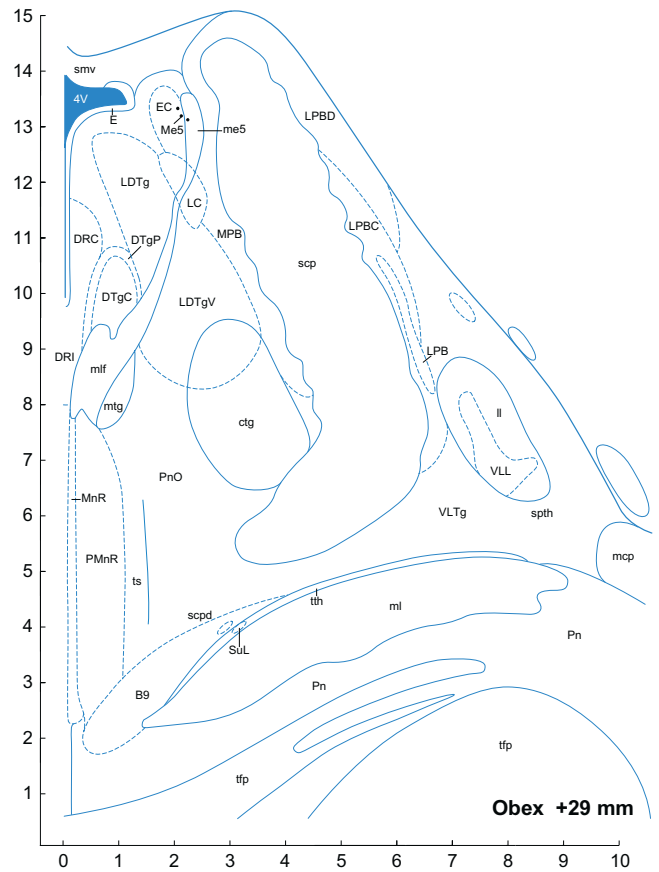 15
14
13
12
11
10
9
8
7
6
5
4
3
2
1
smv
4V
E
EC
Me5
me5
LPBD
LDTg
LC
LPBC
DRC
DTgP
MPB
scp
DTgC
LDTgV
DRI
LPB
mlf
mtg
ctg
ll
VLL
PnO
MnR
VLTg
spth
PMnR
ts
mcp
tth
ml
scpd
SuL
Pn
B9
Pn
tfp
tfp
Obex +29 mm
0 1 2 3 4 5 6 7 8 9 10